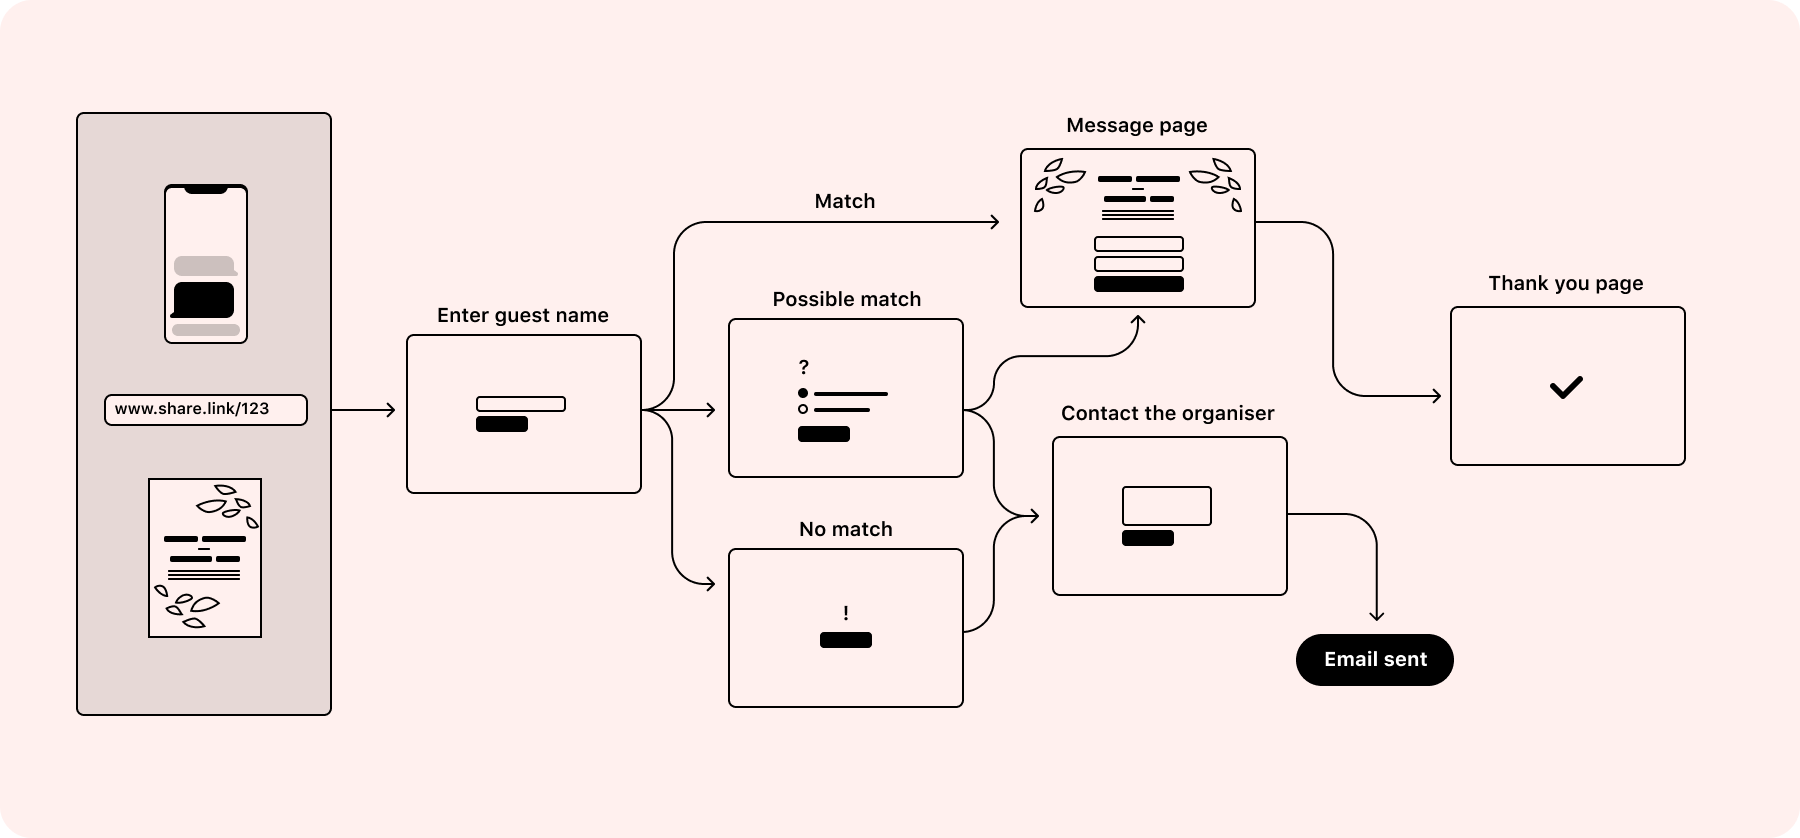 www.share.link/123
Enter guest name
Match
Possible match
?
No match
!
Message page
Contact the organiser
Thank you page
Email sent